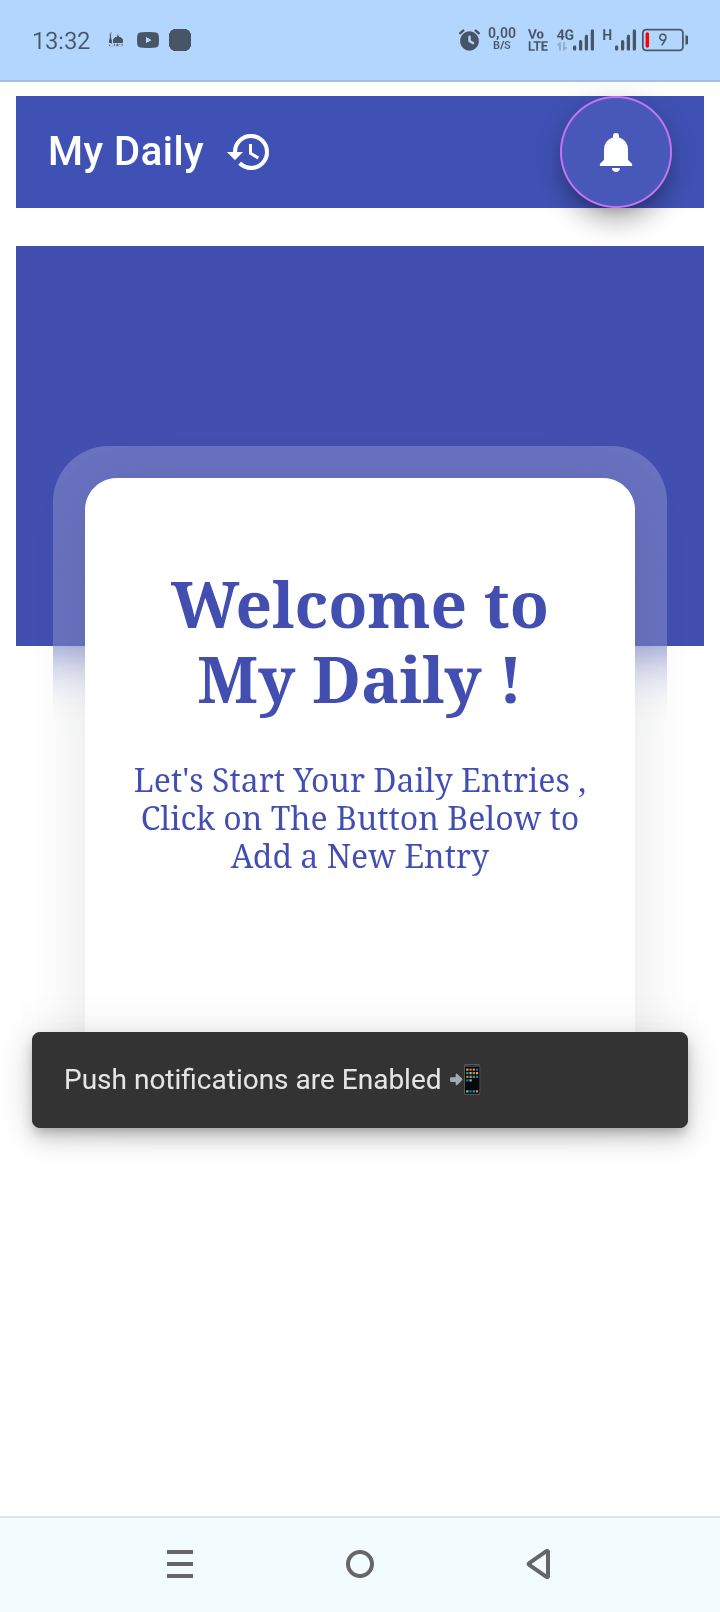 13:32
0,00 B/S Vo LTE 4G H 9
My Daily
Welcome to
My Daily !
Let's Start Your Daily Entries ,
Click on The Button Below to
Add a New Entry
Push notifications are Enabled 📲